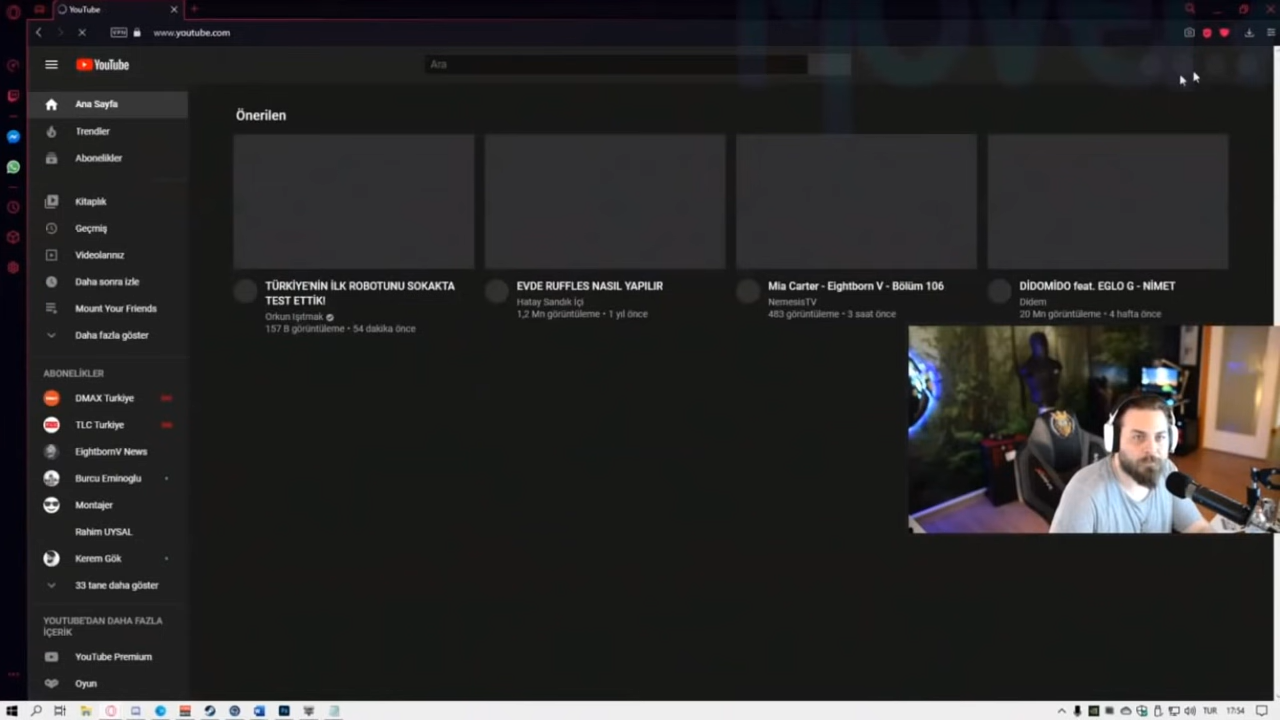 YouTube
VPN
www.youtube.com
YouTube
Ara
Ana Sayfa
Trendler
Abonelikler
Kitaplık
Geçmiş
Videolarınız
Daha sonra izle
Mount Your Friends
Daha fazla göster
ABONELİKLER
DMAX Turkiye
TLC Turkiye
EightbornV News
Burcu Eminoglu
Montajer
Rahim UYSAL
Kerem Gök
33 tane daha göster
YOUTUBE'DAN DAHA FAZLA
İÇERİK
YouTube Premium
Oyun
Önerilen
TÜRKİYE'NİN İLK ROBOTUNU SOKAKTA
TEST ETTİK!
Orkun Işıtmak
157 B görüntüleme • 54 dakika önce
EVDE RUFFLES NASIL YAPILIR
Hatay Sandık İçi
1,2 Mn görüntüleme • 1 yıl önce
Mia Carter - Eightborn V - Bölüm 106
NemesisTV
483 görüntüleme • 3 saat önce
DİDOMİDO feat. EGLO G - NİMET
Didem
20 Mn görüntüleme • 4 hafta önce
TUR
17:54